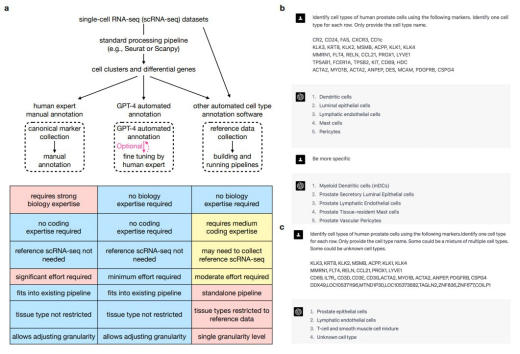 a
single-cell RNA-seq (scRNA-seq) datasets
standard processing pipeline
(e.g., Seurat or Scanpy)
cell clusters and differential genes
human expert
manual annotation
GPT-4 automated
annotation
other automated cell type
annotation software
canonical marker
collection
manual
annotation
GPT-4 automated
annotation
Optional
fine tuning by
human expert
reference data
collection
building and
running pipelines
requires strong
biology expertise
no biology
expertise required
no biology
expertise required
no coding
expertise required
no coding
expertise required
requires medium
coding expertise
reference scRNA-seq not
needed
reference scRNA-seq not
needed
may need to collect
reference scRNA-seq
significant effort required
minimum effort required
moderate effort required
fits into existing pipeline
fits into existing pipeline
standalone pipeline
tissue type not restricted
tissue type not restricted
tissue types restricted to
reference data
allows adjusting granularity
allows adjusting granularity
single granularity level
b
Identify cell types of human prostate cells using the following markers. Identify one cell
type for each row. Only provide the cell type name.
CR2, CD24, FAS, CXCR3, CD1c
KLK3, KRT8, KLK2, MSMB, ACPP, KLK1, KLK4
MMRN1, FLT4, RELN, CCL21, PROX1, LYVE1
TPSAB1, FCER1A, TPSB2, KIT, CD69, HDC
ACTA2, MYO1B, ACTA2, ANPEP, DES, MCAM, PDGFRB, CSPG4
1. Dendritic cells
2. Luminal epithelial cells
3. Lymphatic endothelial cells
4. Mast cells
5. Pericytes
Be more specific
1. Myeloid Dendritic cells (mDCs)
2. Prostate Secretory Luminal Epithelial cells
3. Prostate Lymphatic Endothelial cells
4. Prostate Tissue-resident Mast cells
5. Prostate Vascular Pericytes
c
Identify cell types of human prostate cells using the following markers.Identify one cell type
for each row. Only provide the cell type name. Some could be a mixture of multiple cell types.
Some could be unknown cell types.
KLK3, KRT8, KLK2, MSMB, ACPP, KLK1, KLK4
MMRN1, FLT4, RELN, CCL21, PROX1, LYVE1
CD69, IL7R, CD3D, CD3E, CD3G,ACTA2, MYO1B, ACTA2, ANPEP,PDGFRB, CSPG4
1. Prostate epithelial cells
2. Lymphatic endothelial cells
3. T-cell and smooth muscle cell mixture
4. Unknown cell type